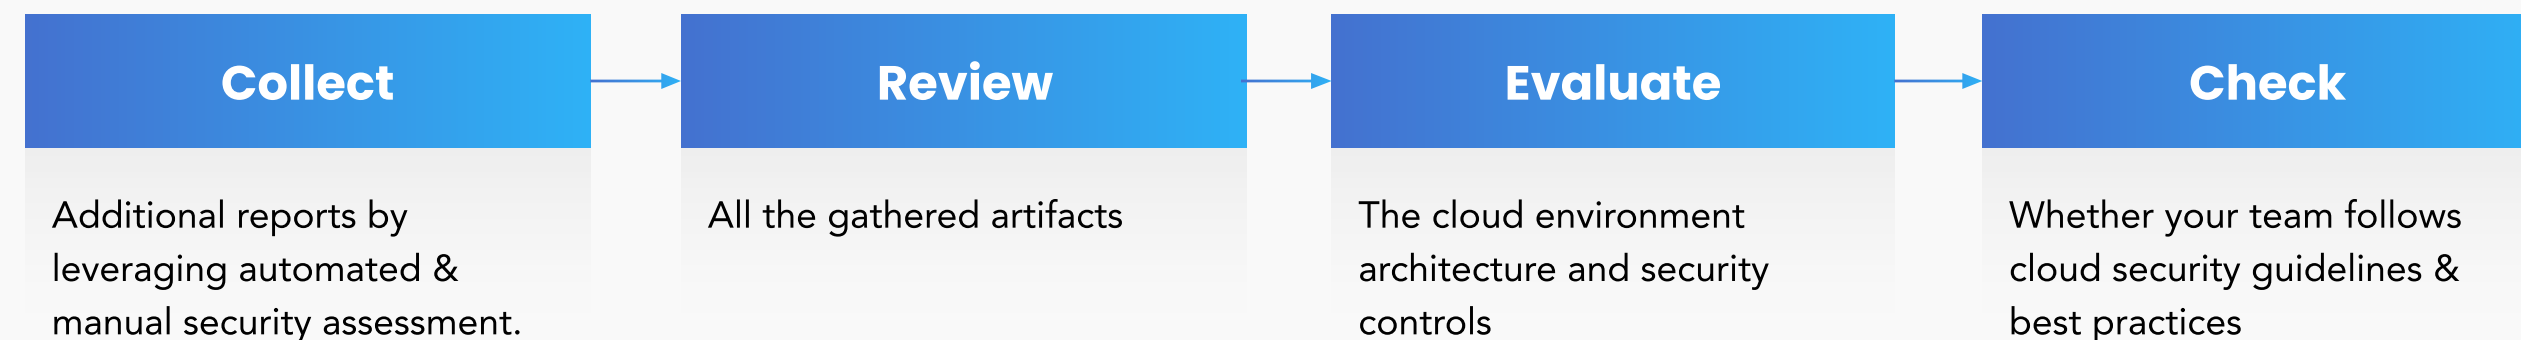 Collect
Additional reports by
leveraging automated &
manual security assessment.
Review
All the gathered artifacts
Evaluate
The cloud environment
architecture and security
controls
Check
Whether your team follows
cloud security guidelines &
best practices